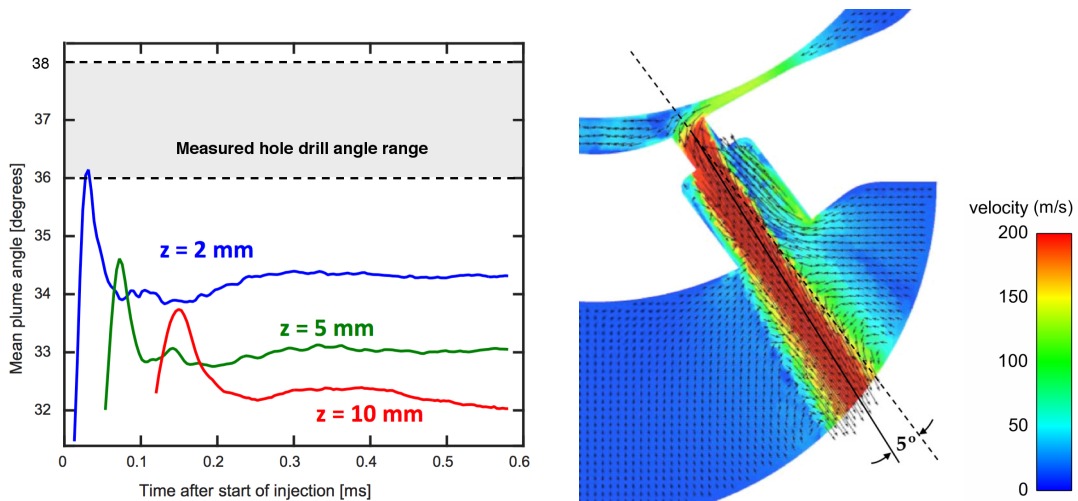 38
37
36
35
34
33
32
Mean plume angle [degrees]
Measured hole drill angle range
z = 2 mm
z = 5 mm
z = 10 mm
0
0.1
0.2
0.3
0.4
0.5
0.6
Time after start of injection [ms]
5º
velocity (m/s)
200
150
100
50
0